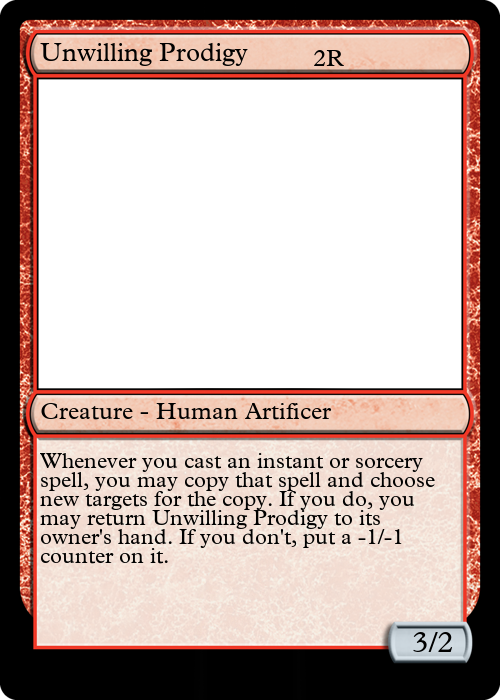 Unwilling Prodigy 2R
Creature - Human Artificer
Whenever you cast an instant or sorcery
spell, you may copy that spell and choose
new targets for the copy. If you do, you
may return Unwilling Prodigy to its
owner's hand. If you don't, put a -1/-1
counter on it.
3/2